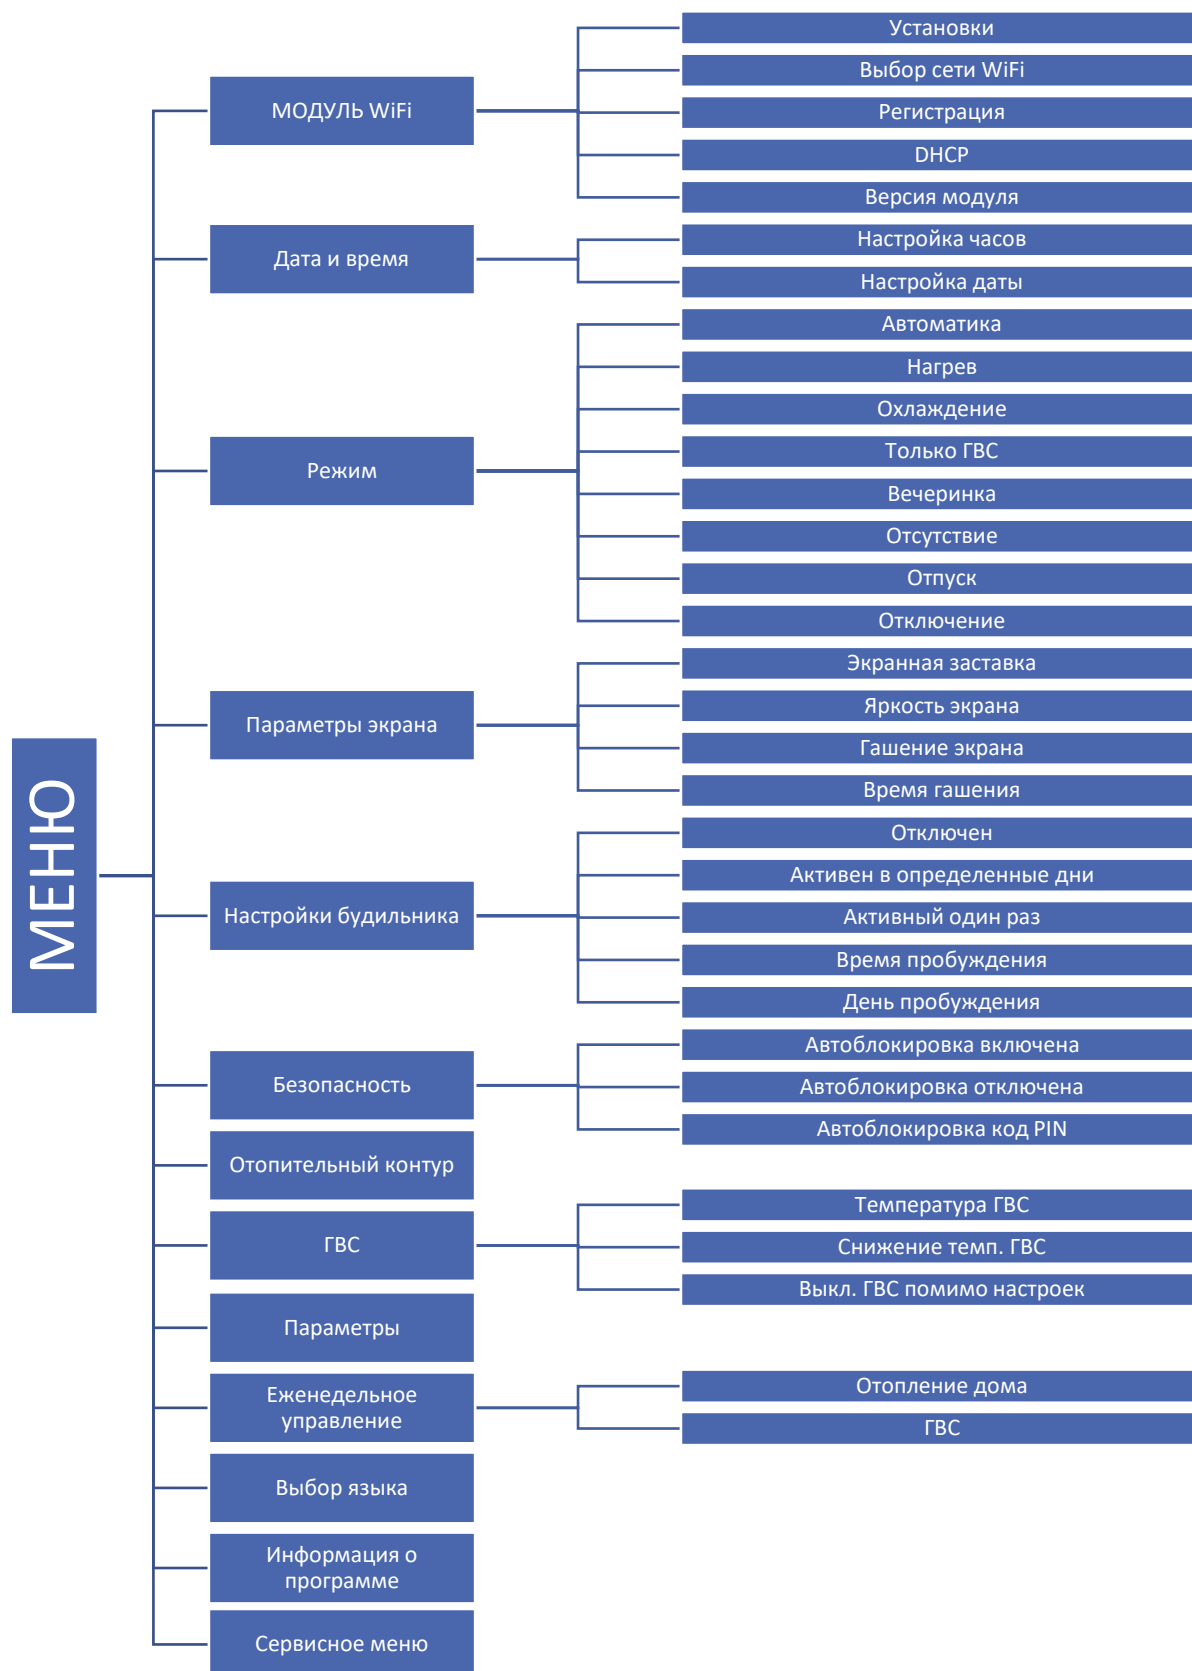 МЕНЮ
МОДУЛЬ WiFi
Установки
Выбор сети WiFi
Регистрация
DHCP
Версия модуля
Дата и время
Настройка часов
Настройка даты
Режим
Автоматика
Нагрев
Охлаждение
Только ГВС
Вечеринка
Отсутствие
Отпуск
Отключение
Параметры экрана
Экранная заставка
Яркость экрана
Гашение экрана
Время гашения
Настройки будильника
Отключен
Активен в определенные дни
Активный один раз
Время пробуждения
День пробуждения
Безопасность
Автоблокировка включена
Автоблокировка отключена
Автоблокировка код PIN
Отопительный контур
ГВС
Температура ГВС
Снижение темп. ГВС
Выкл. ГВС помимо настроек
Параметры
Еженедельное
управление
Отопление дома
ГВС
Выбор языка
Информация о
программе
Сервисное меню